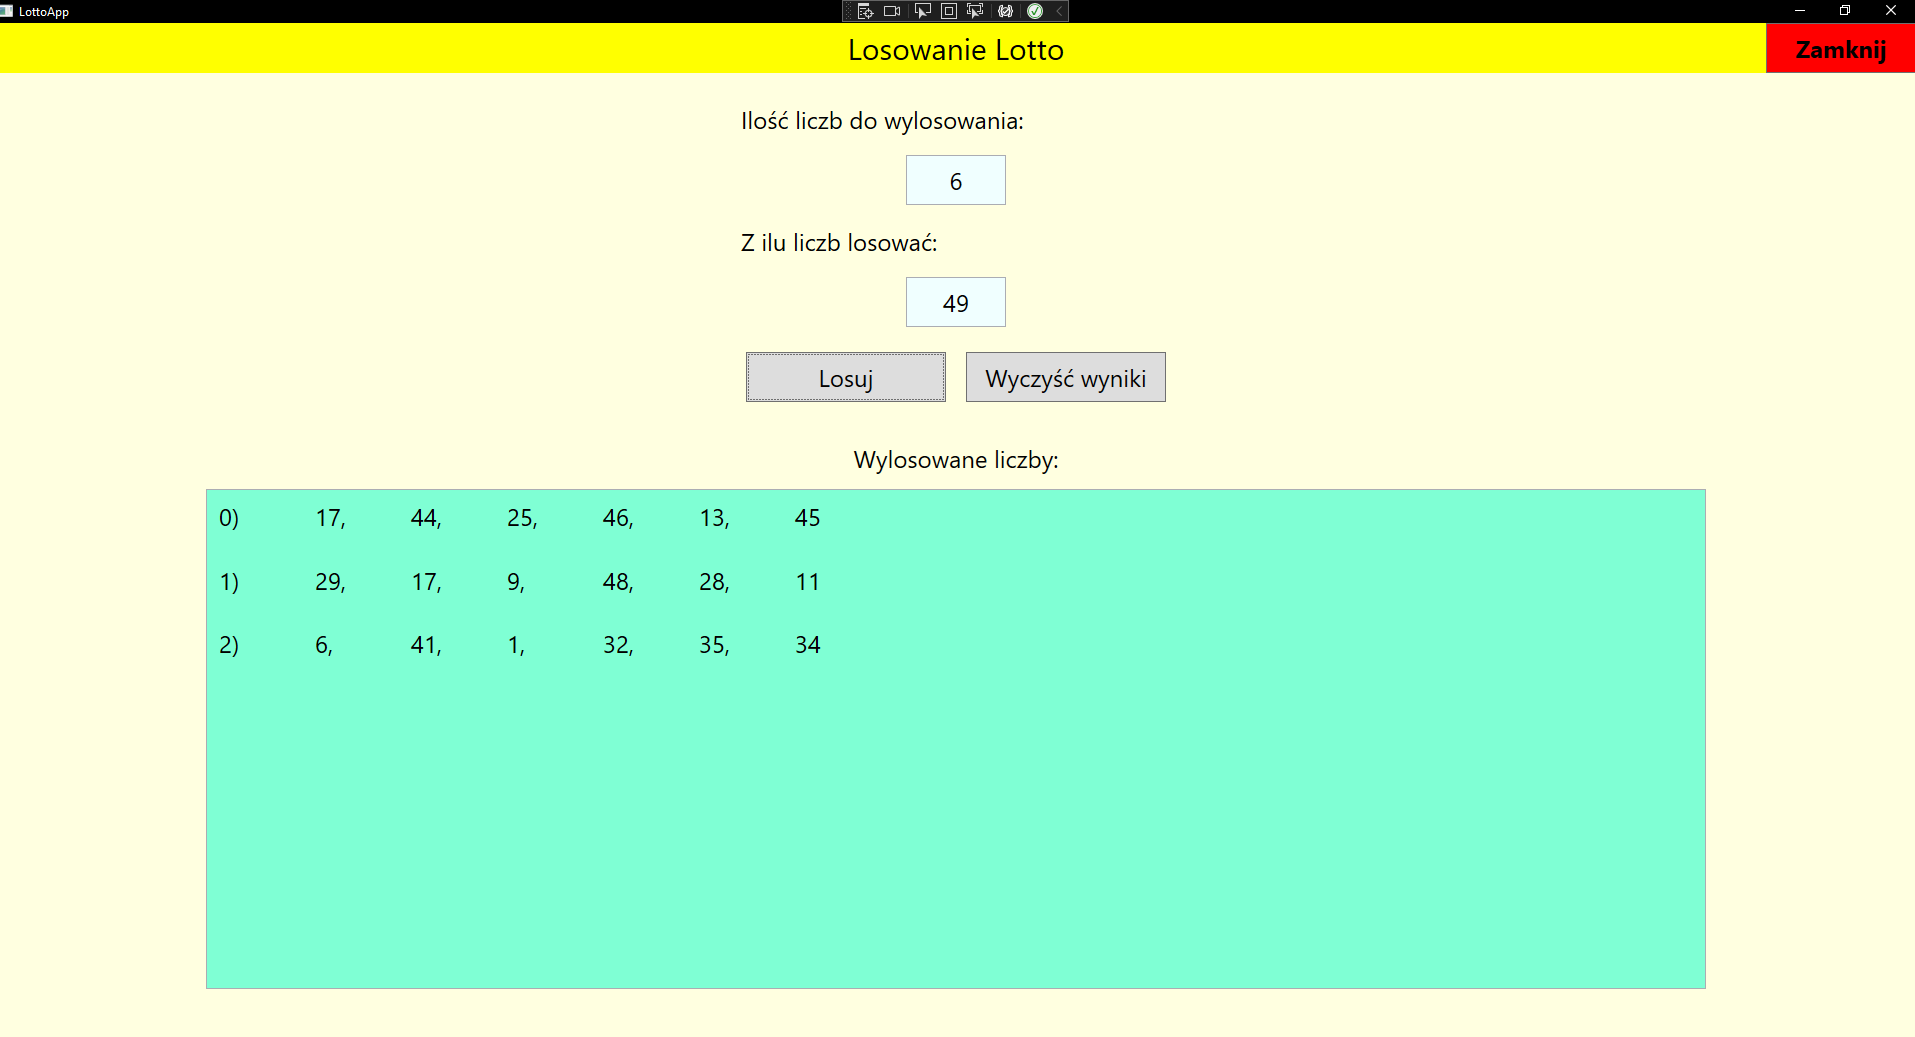 LottoApp
Losowanie Lotto
Zamknij
Ilość liczb do wylosowania:
6
Z ilu liczb losować:
49
Losuj Wyczyść wyniki
Wylosowane liczby:
0) 17, 44, 25, 46, 13, 45
1) 29, 17, 9, 48, 28, 11
2) 6, 41, 1, 32, 35, 34